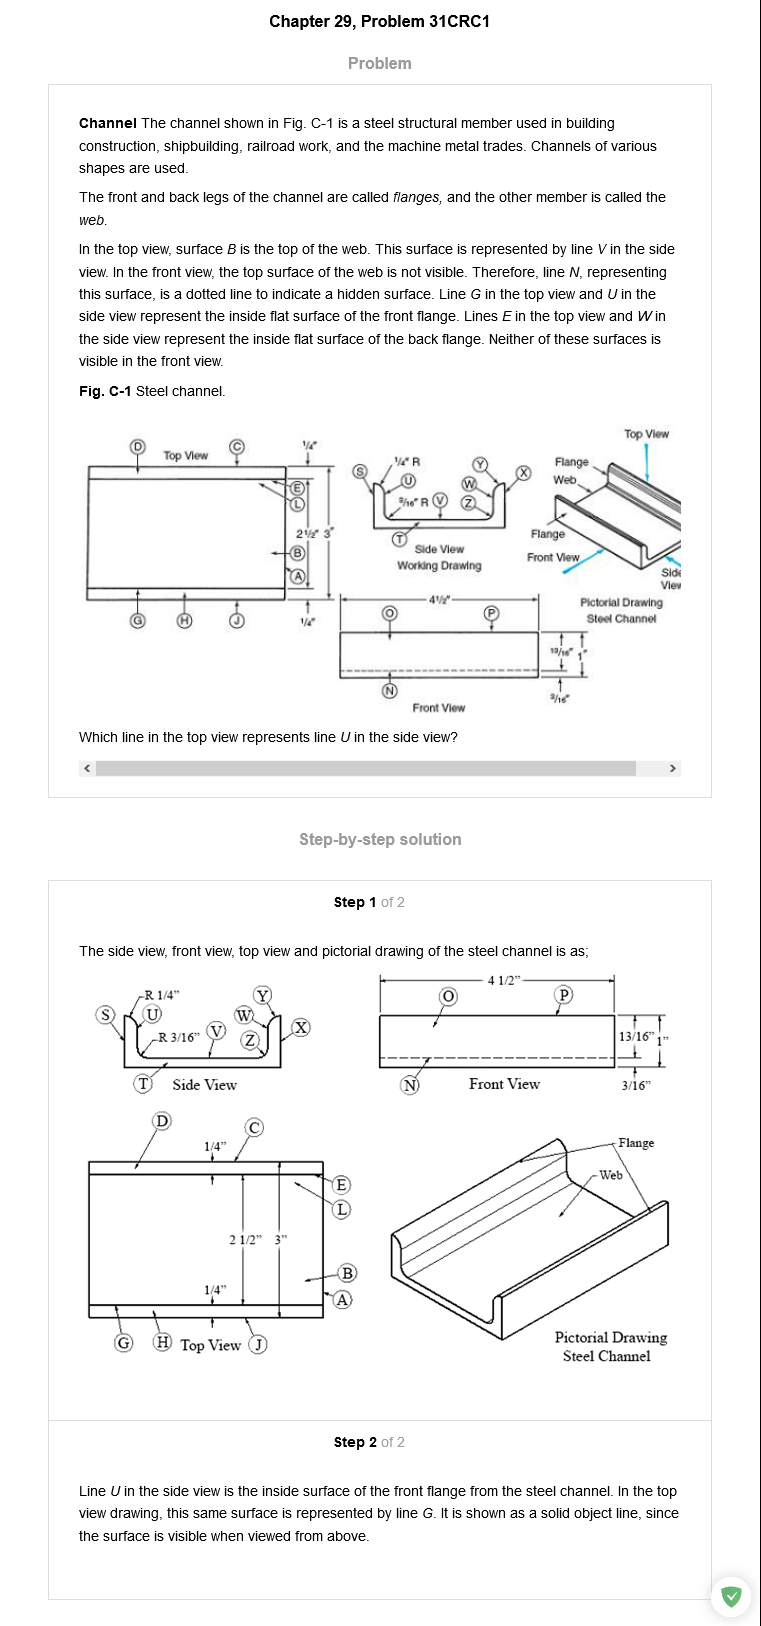 Chapter 29, Problem 31CRC1
Problem
Channel The channel shown in Fig. C-1 is a steel structural member used in building
construction, shipbuilding, railroad work, and the machine metal trades. Channels of various
shapes are used.
The front and back legs of the channel are called flanges, and the other member is called the
web.
In the top view, surface B is the top of the web. This surface is represented by line V in the side
view. In the front view, the top surface of the web is not visible. Therefore, line N, representing
this surface, is a dotted line to indicate a hidden surface. Line G in the top view and U in the
side view represent the inside flat surface of the front flange. Lines E in the top view and W in
the side view represent the inside flat surface of the back flange. Neither of these surfaces is
visible in the front view.
Fig. C-1 Steel channel.
D
Top View
C
1/4"
E
L
2 1/2" 3"
B
A
G
H
J
1/4"
S
1/4" R
U
3/16" R
V
W
Y
Z
X
T
Side View
Working Drawing
Top View
Flange
Web
Flange
Front View
Side
View
Pictorial Drawing
Steel Channel
4 1/2"
O
P
13/16" 1"
N
3/16"
Front View
Which line in the top view represents line U in the side view?
Step-by-step solution
Step 1 of 2
The side view, front view, top view and pictorial drawing of the steel channel is as;
R 1/4"
S
U
R 3/16"
V
W
Y
Z
X
T
Side View
4 1/2"
O
P
13/16" 1"
N
Front View
3/16"
D
C
1/4"
E
L
2 1/2" 3"
B
A
1/4"
G
H
Top View
J
Flange
Web
Pictorial Drawing
Steel Channel
Step 2 of 2
Line U in the side view is the inside surface of the front flange from the steel channel. In the top
view drawing, this same surface is represented by line G. It is shown as a solid object line, since
the surface is visible when viewed from above.